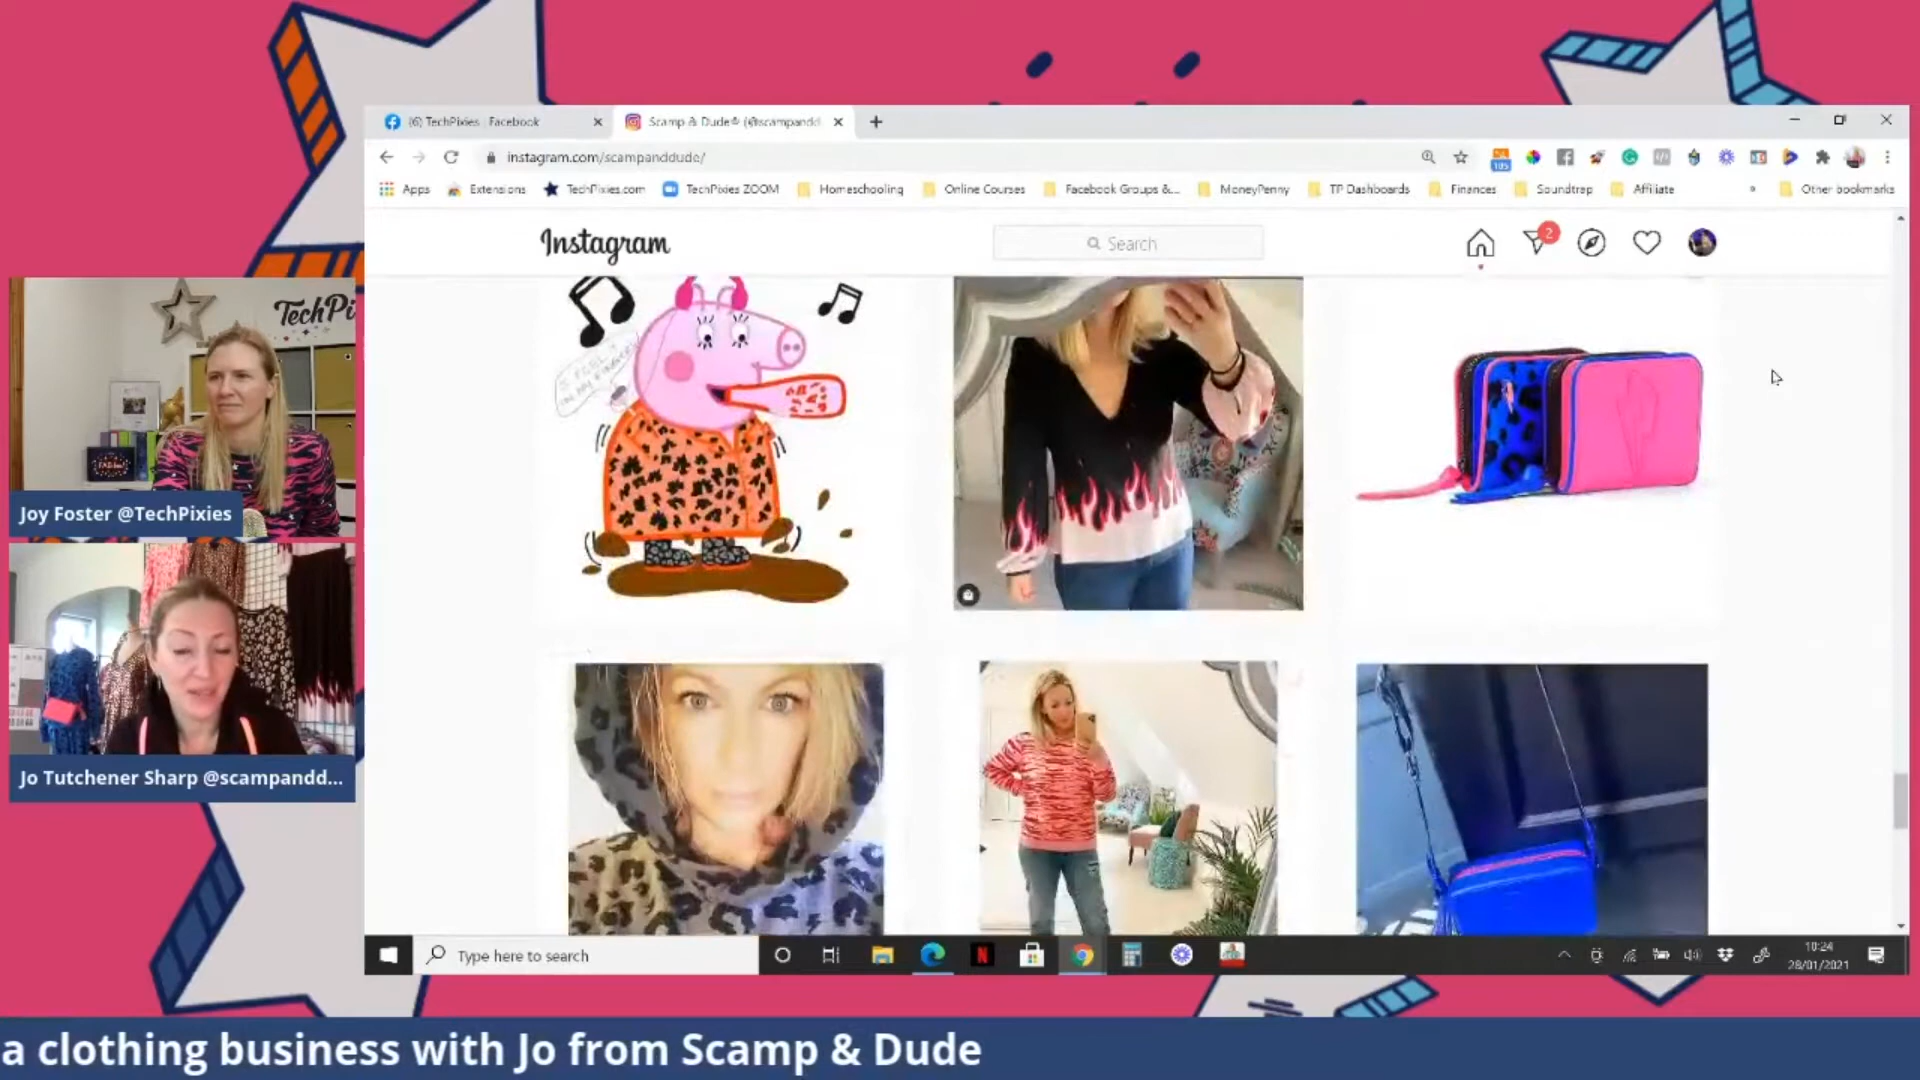 (6) TechPixies | Facebook
Scamp & Dude® (@scampandd
instagram.com/scampanddude/
185
Apps
Extensions
TechPixies.com
TechPixies ZOOM
Homeschooling
Online Courses
Facebook Groups &...
MoneyPenny
TP Dashboards
Finances
Soundtrap
Affiliate
Other bookmarks
Instagram
Search
2
TechPi
Joy Foster @TechPixies
Jo Tutchener Sharp @scampandd...
Type here to search
10:24
28/01/2021
a clothing business with Jo from Scamp & Dude